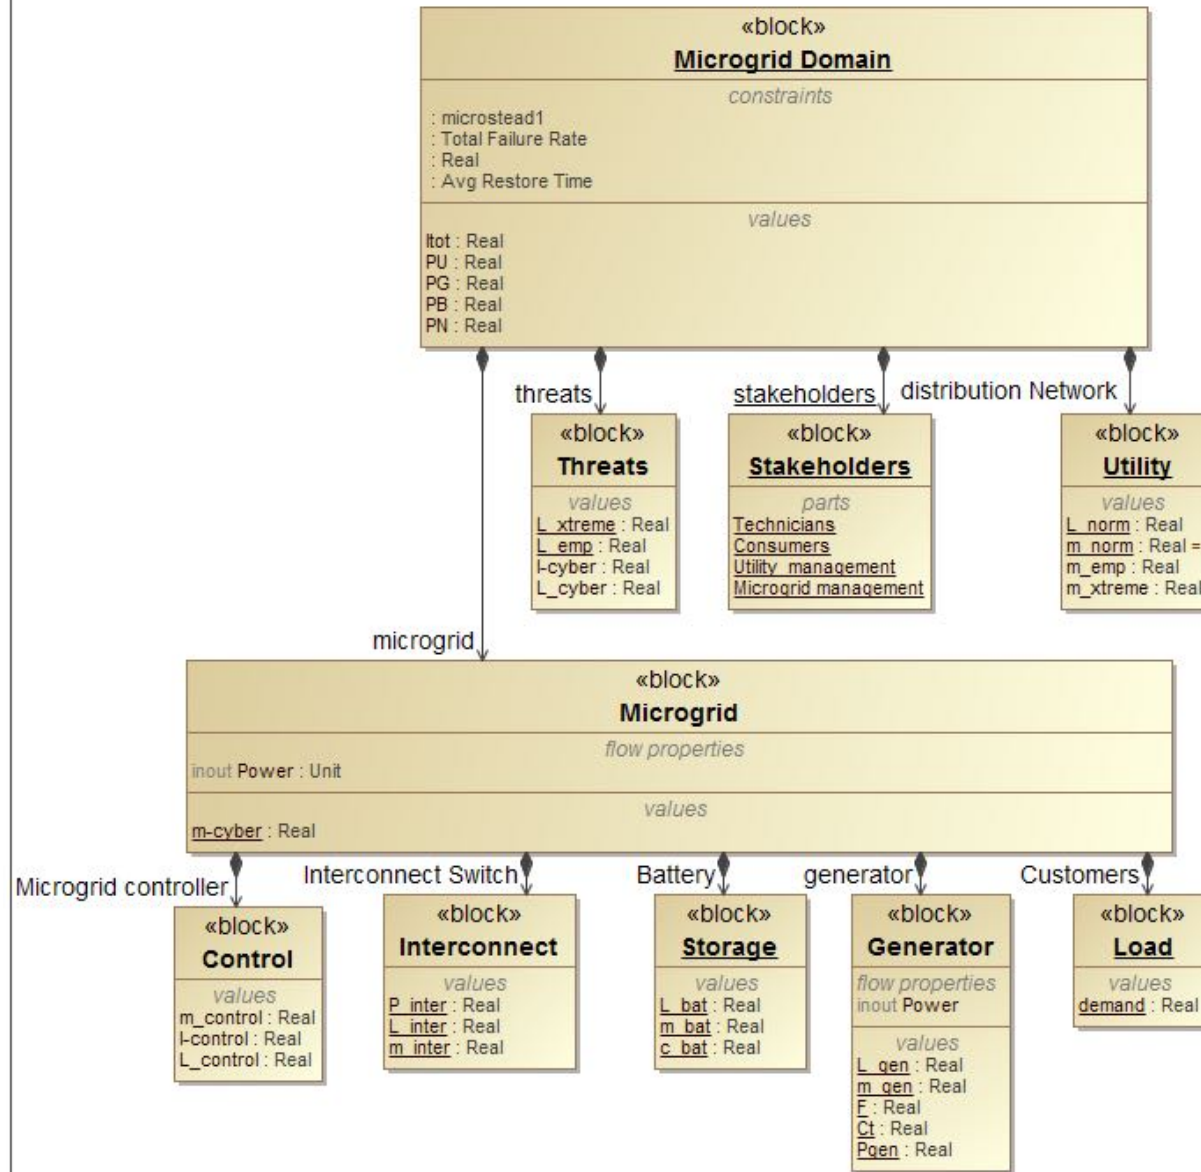 «block»
Microgrid Domain
constraints
: microstead1
: Total Failure Rate
: Real
: Avg Restore Time
values
ltot : Real
PU : Real
PG : Real
PB : Real
PN : Real
threats
stakeholders
distribution Network
«block»
Threats
values
L_xtreme : Real
L_emp : Real
l-cyber : Real
L_cyber : Real
«block»
Stakeholders
parts
Technicians
Consumers
Utility_management
Microgrid management
«block»
Utility
values
L_norm : Real
m_norm : Real =
m_emp : Real
m_xtreme : Real
microgrid
«block»
Microgrid
flow properties
inout Power : Unit
values
m-cyber : Real
Microgrid controller
Interconnect Switch
Battery
generator
Customers
«block»
Control
values
m_control : Real
l-control : Real
L_control : Real
«block»
Interconnect
values
P_inter : Real
L_inter : Real
m_inter : Real
«block»
Storage
values
L_bat : Real
m_bat : Real
c_bat : Real
«block»
Generator
flow properties
inout Power
values
L_gen : Real
m_gen : Real
F : Real
Ct : Real
Pgen : Real
«block»
Load
values
demand : Real